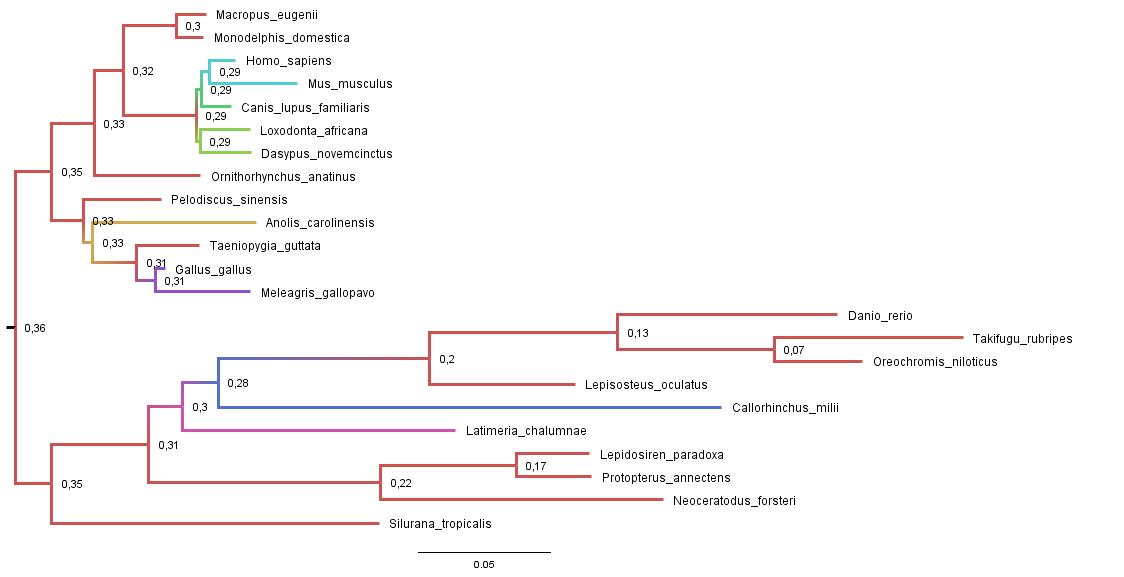 Macropus_eugenii
0,3
Monodelphis_domestica
Homo_sapiens
0,32
0,29
Mus_musculus
0,29
Canis_lupus_familiaris
0,29
0,33
Loxodonta_africana
0,29
Dasypus_novemcinctus
0,35
Ornithorhynchus_anatinus
Pelodiscus_sinensis
0,33
Anolis_carolinensis
0,33
Taeniopygia_guttata
0,31
Gallus_gallus
0,31
Meleagris_gallopavo
Danio_rerio
0,36
0,13
Takifugu_rubripes
0,07
0,2
Oreochromis_niloticus
0,28
Lepisosteus_oculatus
0,3
Callorhinchus_milii
Latimeria_chalumnae
0,31
Lepidosiren_paradoxa
0,17
Protopterus_annectens
0,35
0,22
Neoceratodus_forsteri
Silurana_tropicalis
0.05